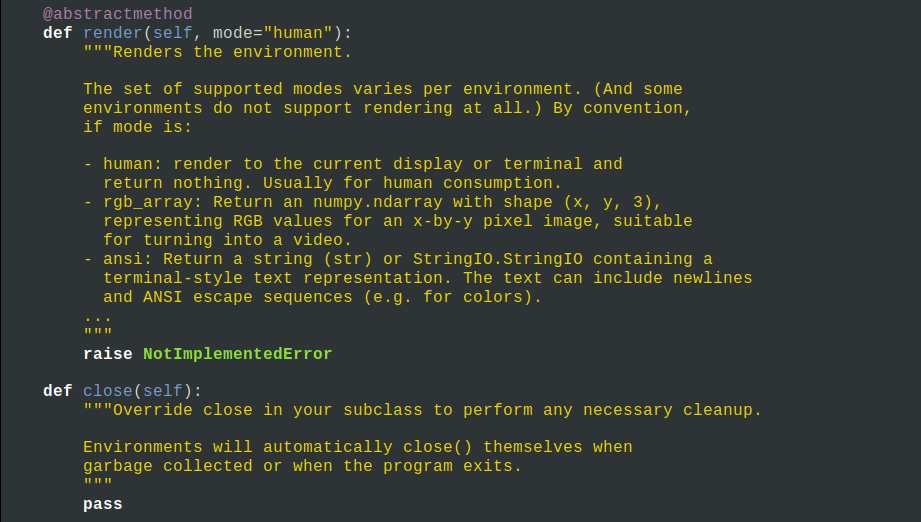 @abstractmethod
def render(self, mode="human"):
"""Renders the environment.
The set of supported modes varies per environment. (And some
environments do not support rendering at all.) By convention,
if mode is:
- human: render to the current display or terminal and
return nothing. Usually for human consumption.
- rgb_array: Return an numpy.ndarray with shape (x, y, 3),
representing RGB values for an x-by-y pixel image, suitable
for turning into a video.
- ansi: Return a string (str) or StringIO.StringIO containing a
terminal-style text representation. The text can include newlines
and ANSI escape sequences (e.g. for colors).
...
"""
raise NotImplementedError
def close(self):
"""Override close in your subclass to perform any necessary cleanup.
Environments will automatically close() themselves when
garbage collected or when the program exits.
"""
pass